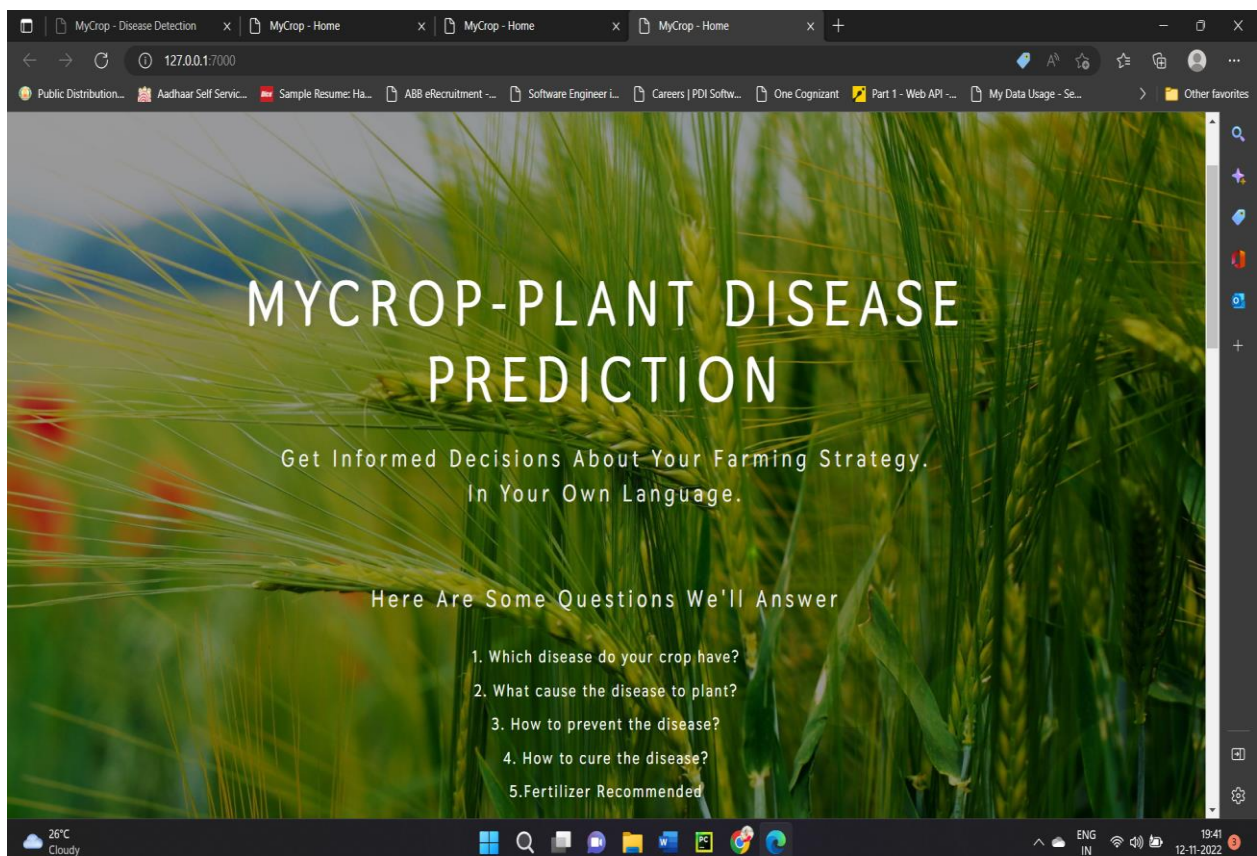 MyCrop - Disease Detection
MyCrop - Home
MyCrop - Home
MyCrop - Home
127.0.0.1:7000
Public Distribution...
Aadhaar Self Servic...
Sample Resume: Ha...
ABB eRecruitment -...
Software Engineer i...
Careers | PDI Softw...
One Cognizant
Part 1 - Web API -...
My Data Usage - Se...
Other favorites
MYCROP-PLANT DISEASE
PREDICTION
Get Informed Decisions About Your Farming Strategy.
In Your Own Language.
Here Are Some Questions We'll Answer
1. Which disease do your crop have?
2. What cause the disease to plant?
3. How to prevent the disease?
4. How to cure the disease?
5.Fertilizer Recommended
26°C
Cloudy
ENG
IN
19:41
12-11-2022
3